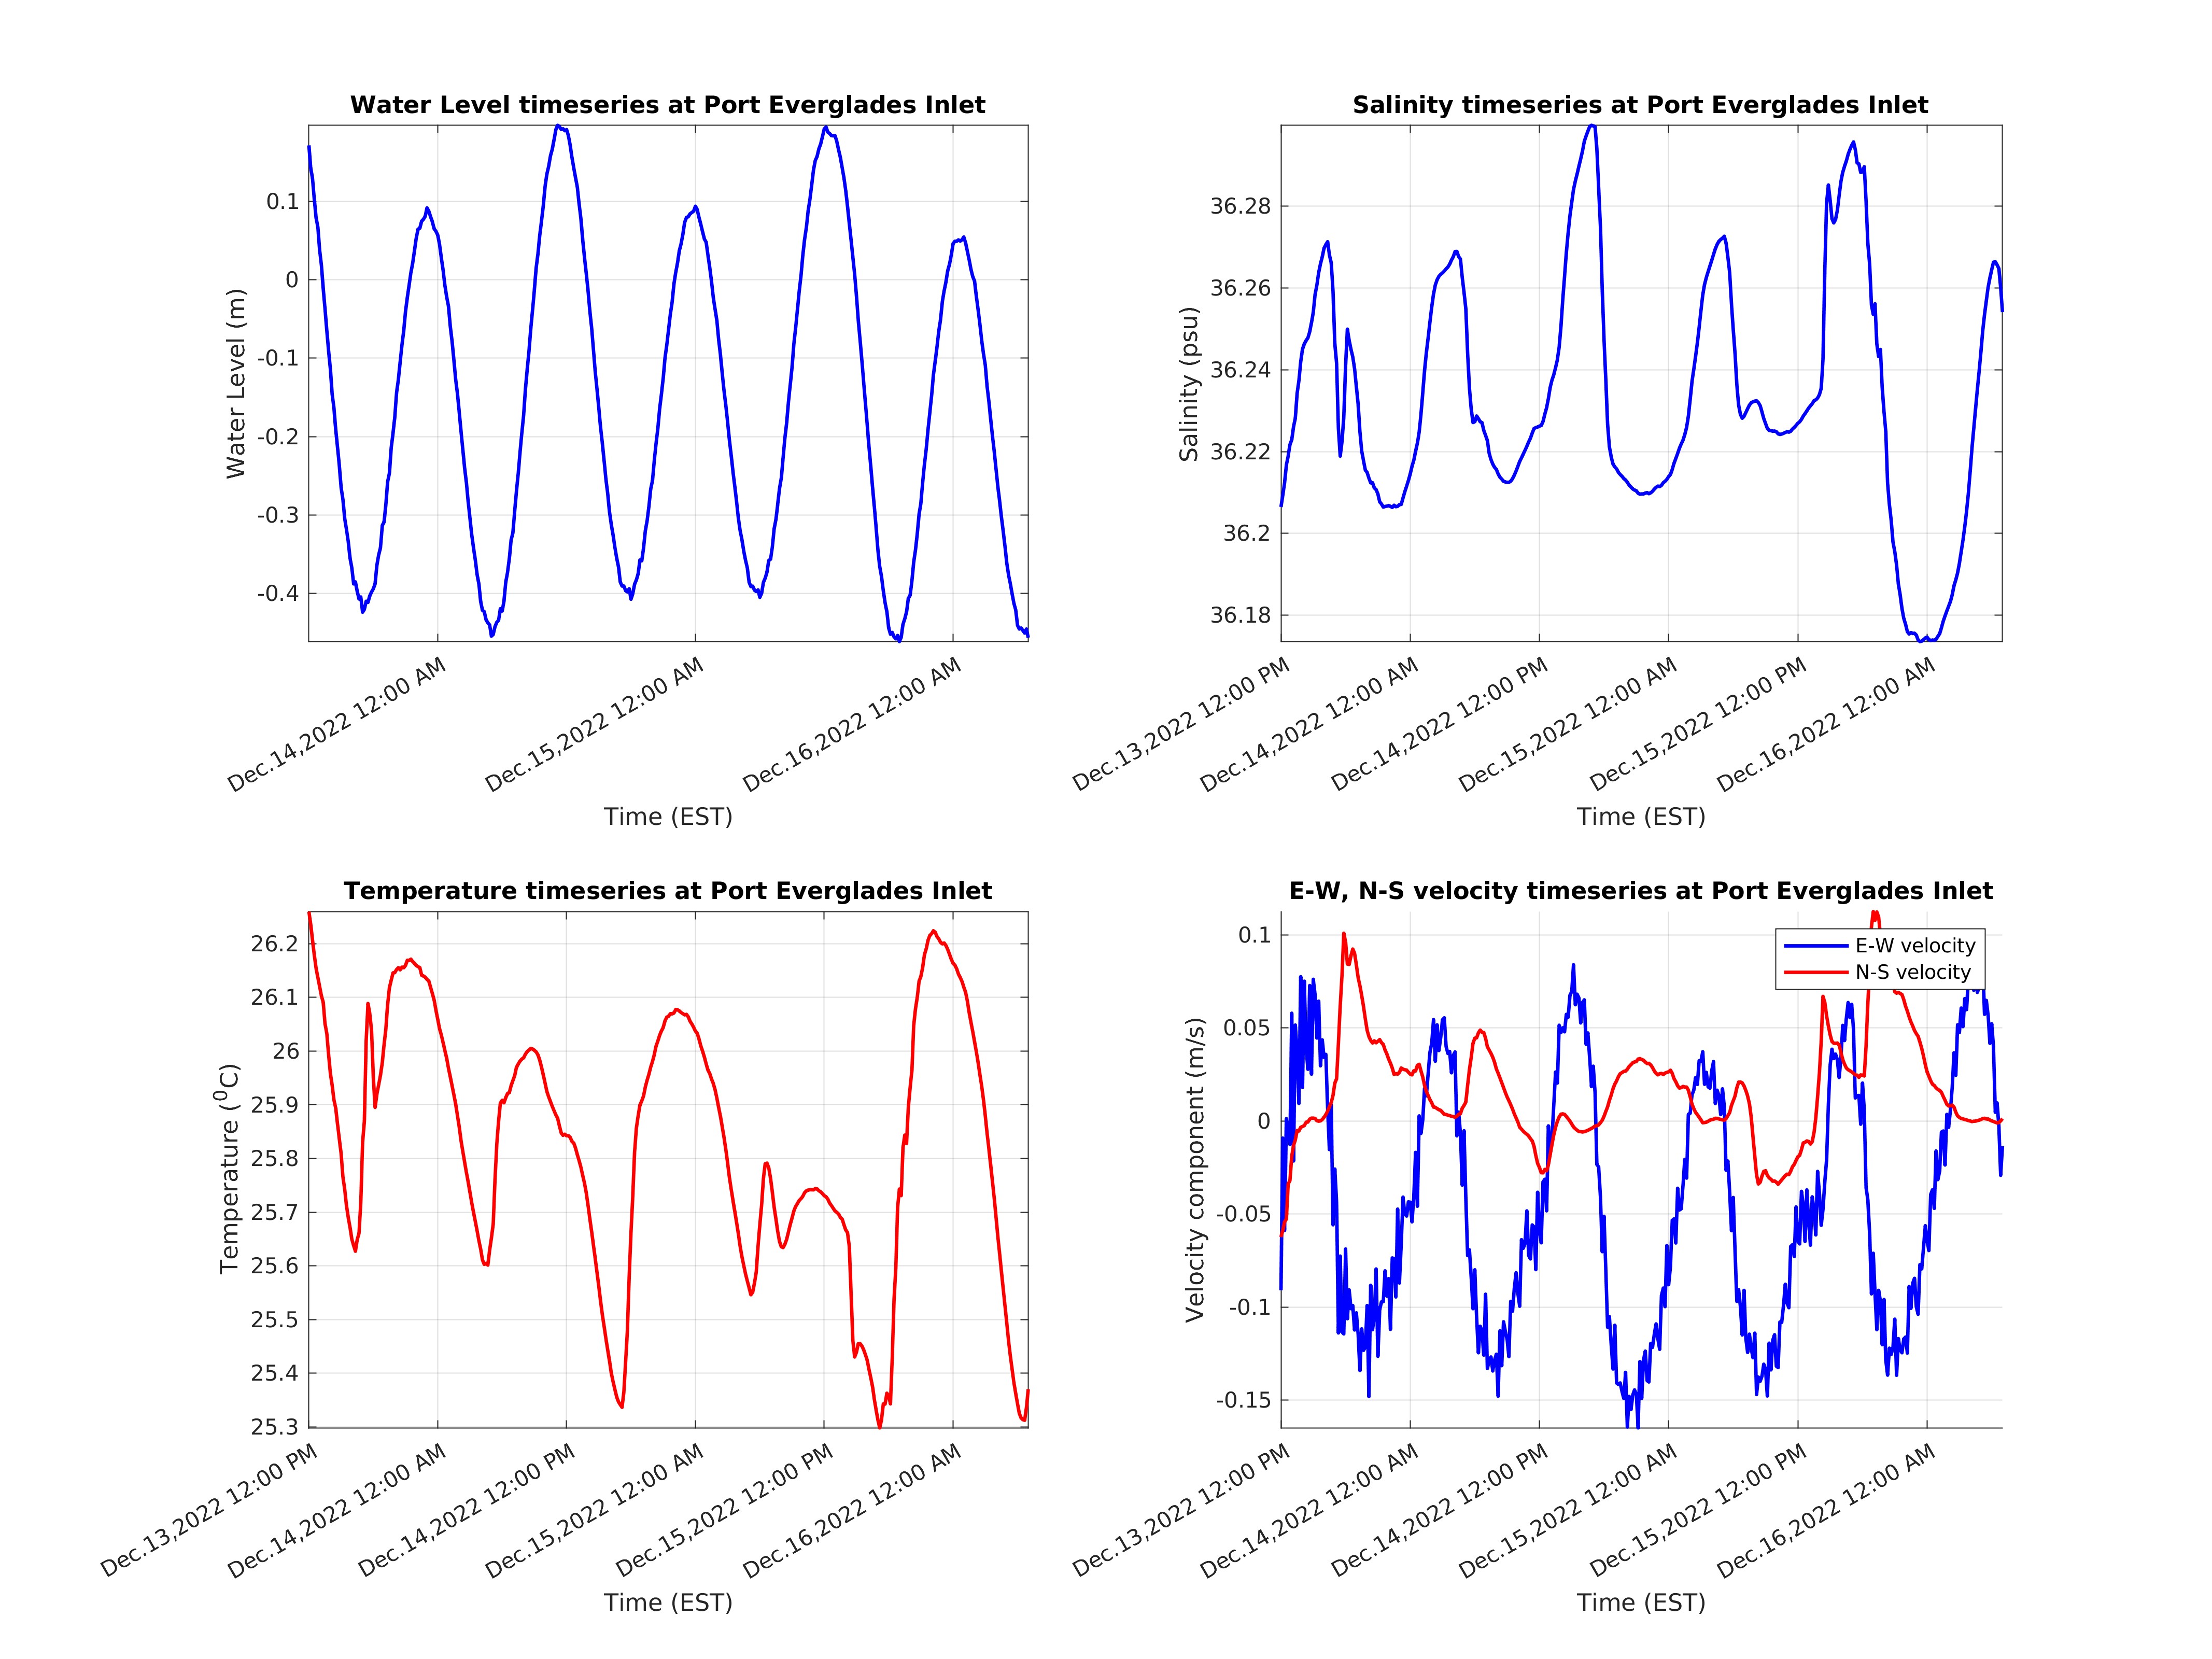 Water Level timeseries at Port Everglades Inlet
Water Level (m)
0.1
0
-0.1
-0.2
-0.3
-0.4
Dec.14,2022 12:00 AM
Dec.15,2022 12:00 AM
Dec.16,2022 12:00 AM
Time (EST)
Salinity timeseries at Port Everglades Inlet
Salinity (psu)
36.28
36.26
36.24
36.22
36.2
36.18
Dec.13,2022 12:00 PM
Dec.14,2022 12:00 AM
Dec.14,2022 12:00 PM
Dec.15,2022 12:00 AM
Dec.15,2022 12:00 PM
Dec.16,2022 12:00 AM
Time (EST)
Temperature timeseries at Port Everglades Inlet
Temperature (⁰C)
26.2
26.1
26
25.9
25.8
25.7
25.6
25.5
25.4
25.3
Dec.13,2022 12:00 PM
Dec.14,2022 12:00 AM
Dec.14,2022 12:00 PM
Dec.15,2022 12:00 AM
Dec.15,2022 12:00 PM
Dec.16,2022 12:00 AM
Time (EST)
E-W, N-S velocity timeseries at Port Everglades Inlet
Velocity component (m/s)
0.1
0.05
0
-0.05
-0.1
-0.15
E-W velocity
N-S velocity
Dec.13,2022 12:00 PM
Dec.14,2022 12:00 AM
Dec.14,2022 12:00 PM
Dec.15,2022 12:00 AM
Dec.15,2022 12:00 PM
Dec.16,2022 12:00 AM
Time (EST)